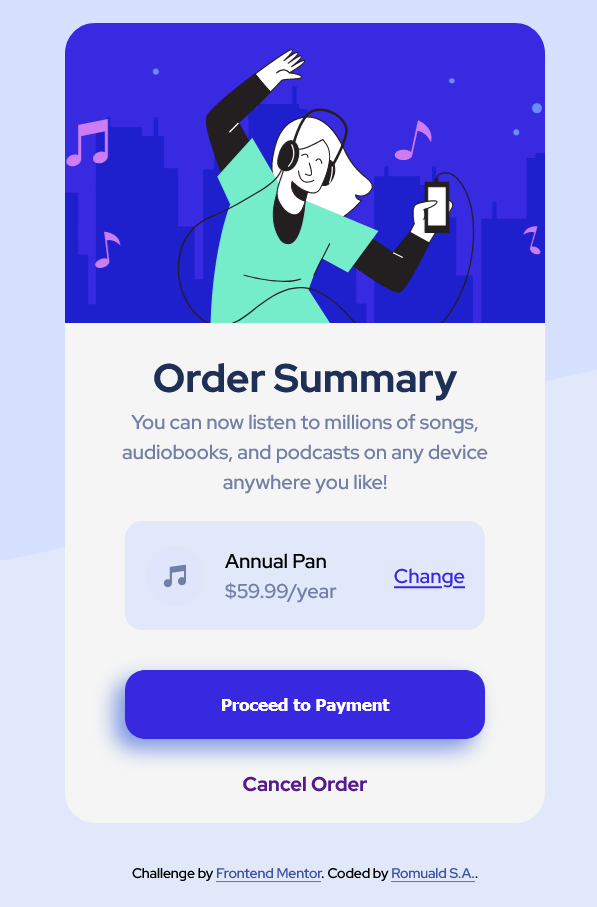 Order Summary
You can now listen to millions of songs,
audiobooks, and podcasts on any device
anywhere you like!
Annual Pan
$59.99/year
Change
Proceed to Payment
Cancel Order
Challenge by Frontend Mentor. Coded by Romuald S.A..